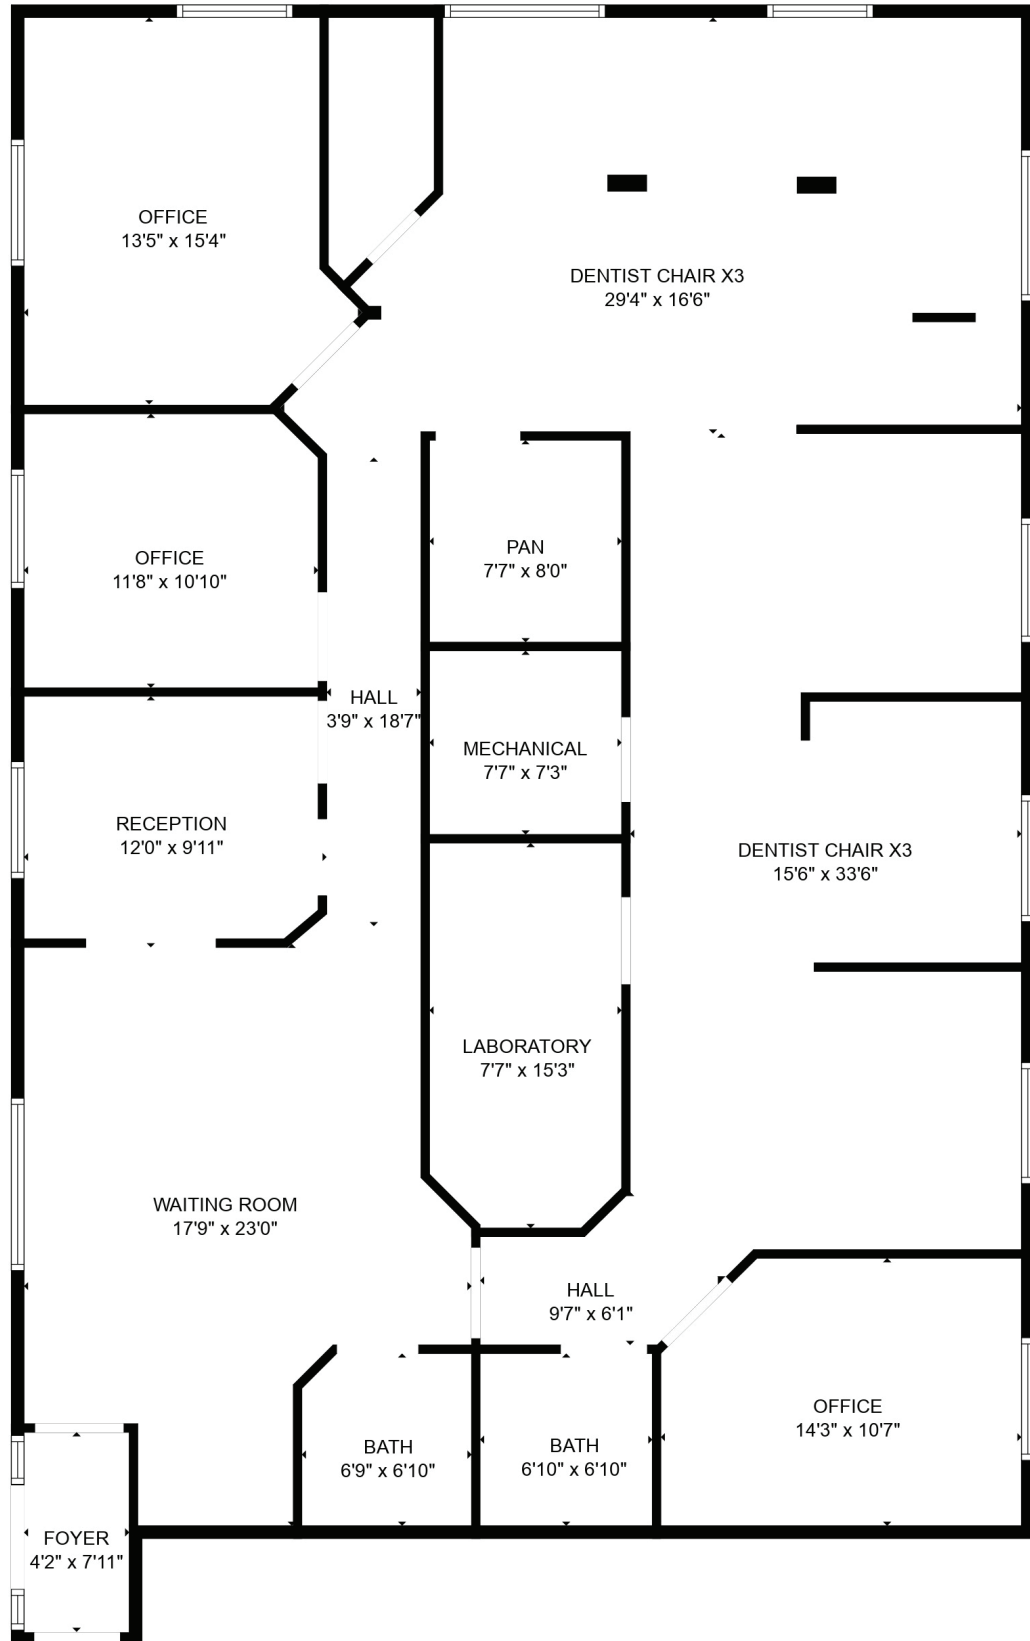 OFFICE
13'5" x 15'4"
DENTIST CHAIR X3
29'4" x 16'6"
OFFICE
11'8" x 10'10"
PAN
7'7" x 8'0"
HALL
3'9" x 18'7"
MECHANICAL
7'7" x 7'3"
RECEPTION
12'0" x 9'11"
DENTIST CHAIR X3
15'6" x 33'6"
LABORATORY
7'7" x 15'3"
WAITING ROOM
17'9" x 23'0"
HALL
9'7" x 6'1"
OFFICE
14'3" x 10'7"
BATH
6'9" x 6'10"
BATH
6'10" x 6'10"
FOYER
4'2" x 7'11"